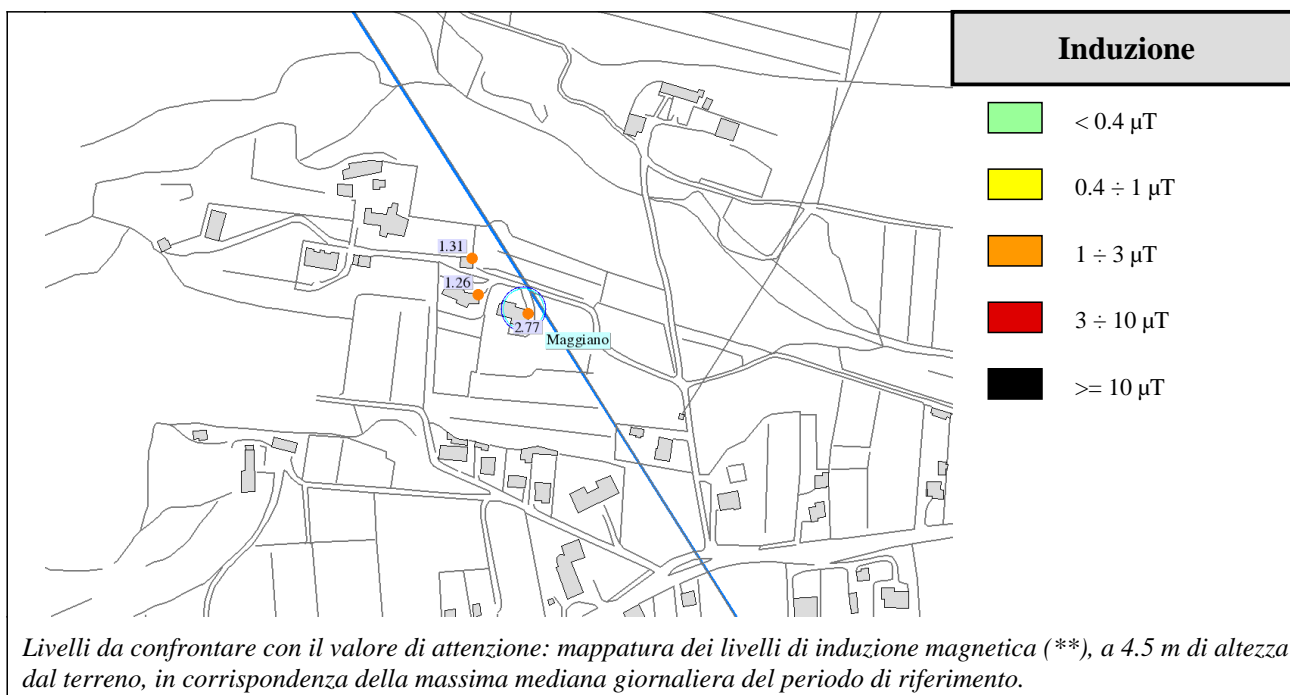 Induzione
< 0.4 µT
0.4 ÷ 1 µT
1 ÷ 3 µT
3 ÷ 10 µT
>= 10 µT
1.31
1.26
2.77
Maggiano
Livelli da confrontare con il valore di attenzione: mappatura dei livelli di induzione magnetica (**), a 4.5 m di altezza
dal terreno, in corrispondenza della massima mediana giornaliera del periodo di riferimento.